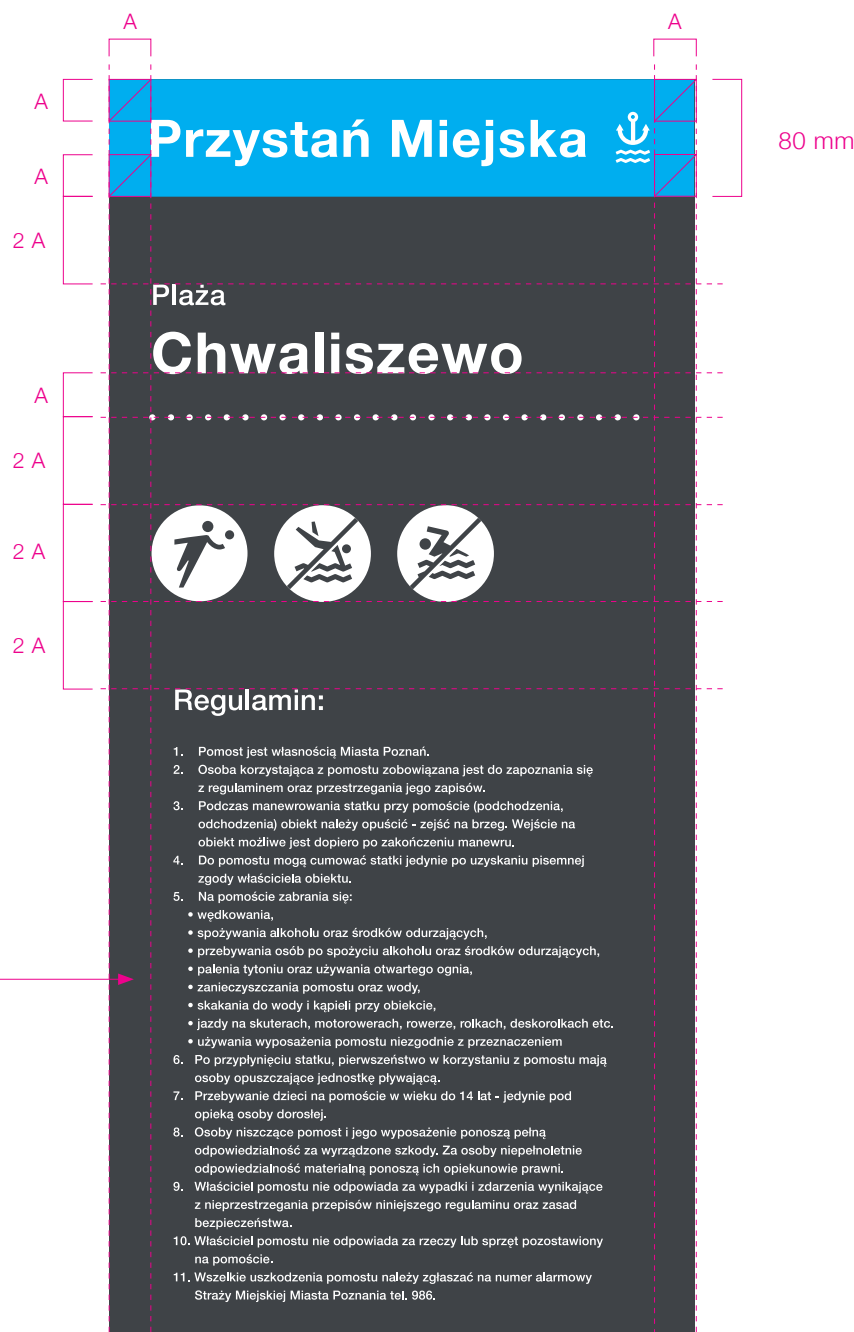 A A
A
Przystań Miejska
80 mm
A
2 A
Plaża
Chwaliszewo
A
2 A
2 A
2 A
Regulamin:
1. Pomost jest własnością Miasta Poznań.
2. Osoba korzystająca z pomostu zobowiązana jest do zapoznania się
z regulaminem oraz przestrzegania jego zapisów.
3. Podczas manewrowania statku przy pomoście (podchodzenia,
odchodzenia) obiekt należy opuścić - zejść na brzeg. Wejście na
obiekt możliwe jest dopiero po zakończeniu manewru.
4. Do pomostu mogą cumować statki jedynie po uzyskaniu pisemnej
zgody właściciela obiektu.
5. Na pomoście zabrania się:
• wędkowania,
• spożywania alkoholu oraz środków odurzających,
• przebywania osób po spożyciu alkoholu oraz środków odurzających,
• palenia tytoniu oraz używania otwartego ognia,
• zanieczyszczania pomostu oraz wody,
• skakania do wody i kąpieli przy obiekcie,
• jazdy na skuterach, motorowerach, rowerze, rolkach, deskorolkach etc.
• używania wyposażenia pomostu niezgodnie z przeznaczeniem
6. Po przypłynięciu statku, pierwszeństwo w korzystaniu z pomostu mają
osoby opuszczające jednostkę pływającą.
7. Przebywanie dzieci na pomoście w wieku do 14 lat - jedynie pod
opieką osoby dorosłej.
8. Osoby niszczące pomost i jego wyposażenie ponoszą pełną
odpowiedzialność za wyrządzone szkody. Za osoby niepełnoletnie
odpowiedzialność materialną ponoszą ich opiekunowie prawni.
9. Właściciel pomostu nie odpowiada za wypadki i zdarzenia wynikające
z nieprzestrzegania przepisów niniejszego regulaminu oraz zasad
bezpieczeństwa.
10. Właściciel pomostu nie odpowiada za rzeczy lub sprzęt pozostawiony
na pomoście.
11. Wszelkie uszkodzenia pomostu należy zgłaszać na numer alarmowy
Straży Miejskiej Miasta Poznania tel. 986.